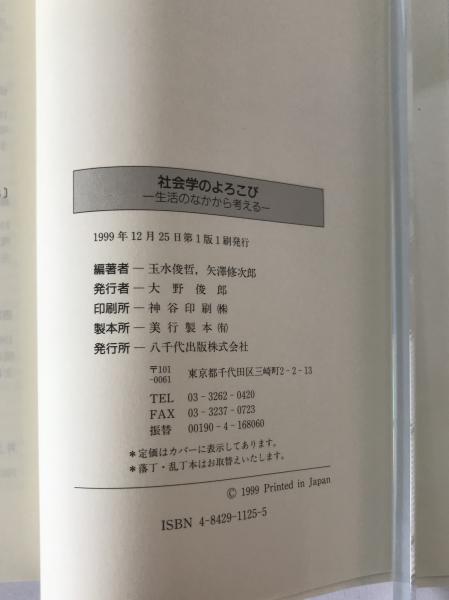 社会学のよろこび
―生活のなかから考える―
1999年12月25日第1版1刷発行
編著者―玉水俊哲, 矢澤修次郎
発行者―大野俊郎
印刷所―神谷印刷㈱
製本所―美行製本㈲
発行所―八千代出版株式会社
〒101
-0061 東京都千代田区三崎町2-2-13
TEL 03-3262-0420
FAX 03-3237-0723
振替 00190-4-168060
*定価はカバーに表示してあります。
*落丁・乱丁本はお取替えいたします。
© 1999 Printed in Japan
ISBN 4-8429-1125-5